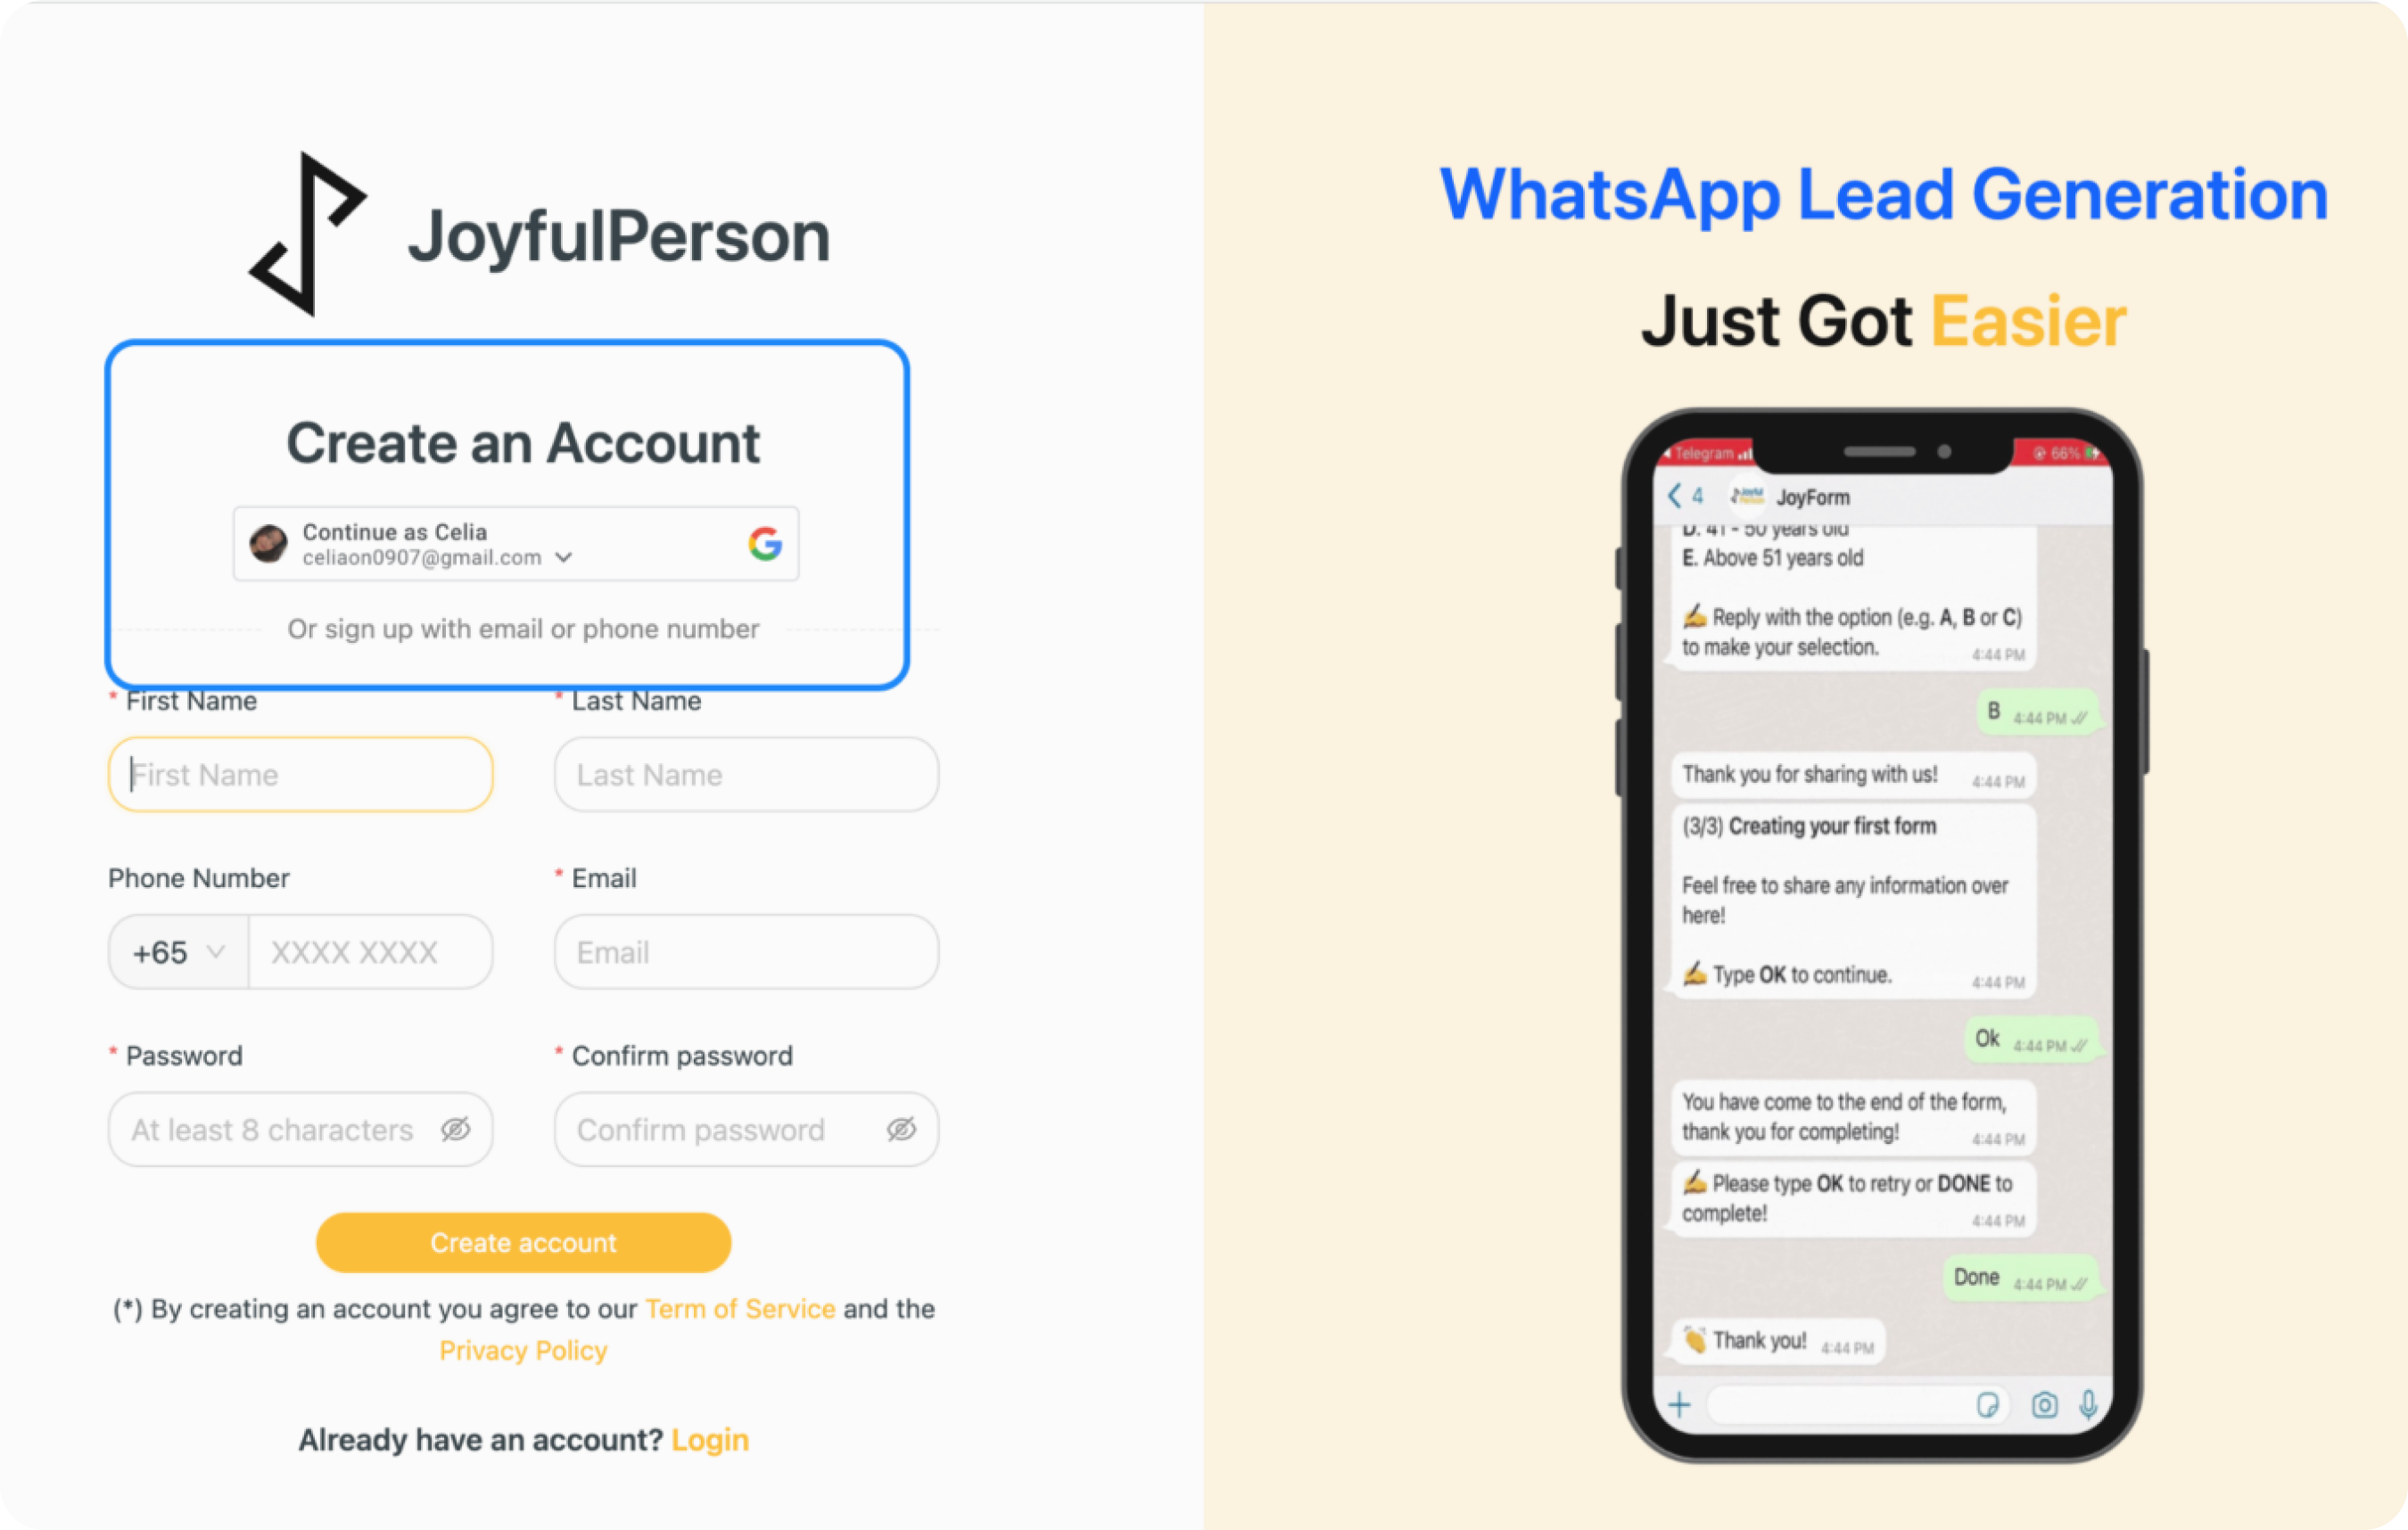 JoyfulPerson
Create an Account
Continue as Celia
celiaon0907@gmail.com
Or sign up with email or phone number
* First Name
* Last Name
First Name
Last Name
Phone Number
* Email
+65
XXXX XXXX
Email
* Password
* Confirm password
At least 8 characters
Confirm password
Create account
(*) By creating an account you agree to our Term of Service and the
Privacy Policy
Already have an account? Login
WhatsApp Lead Generation
Just Got Easier
Telegram
66%
4
Joyful
Person
JoyForm
D. 41 - 50 years old
E. Above 51 years old
✍ Reply with the option (e.g. A, B or C)
to make your selection.
4:44 PM
B 4:44 PM
Thank you for sharing with us! 4:44 PM
(3/3) Creating your first form
Feel free to share any information over
here!
✍ Type OK to continue.
4:44 PM
Ok 4:44 PM
You have come to the end of the form,
thank you for completing!
4:44 PM
✍ Please type OK to retry or DONE to
complete!
4:44 PM
Done 4:44 PM
👏 Thank you! 4:44 PM